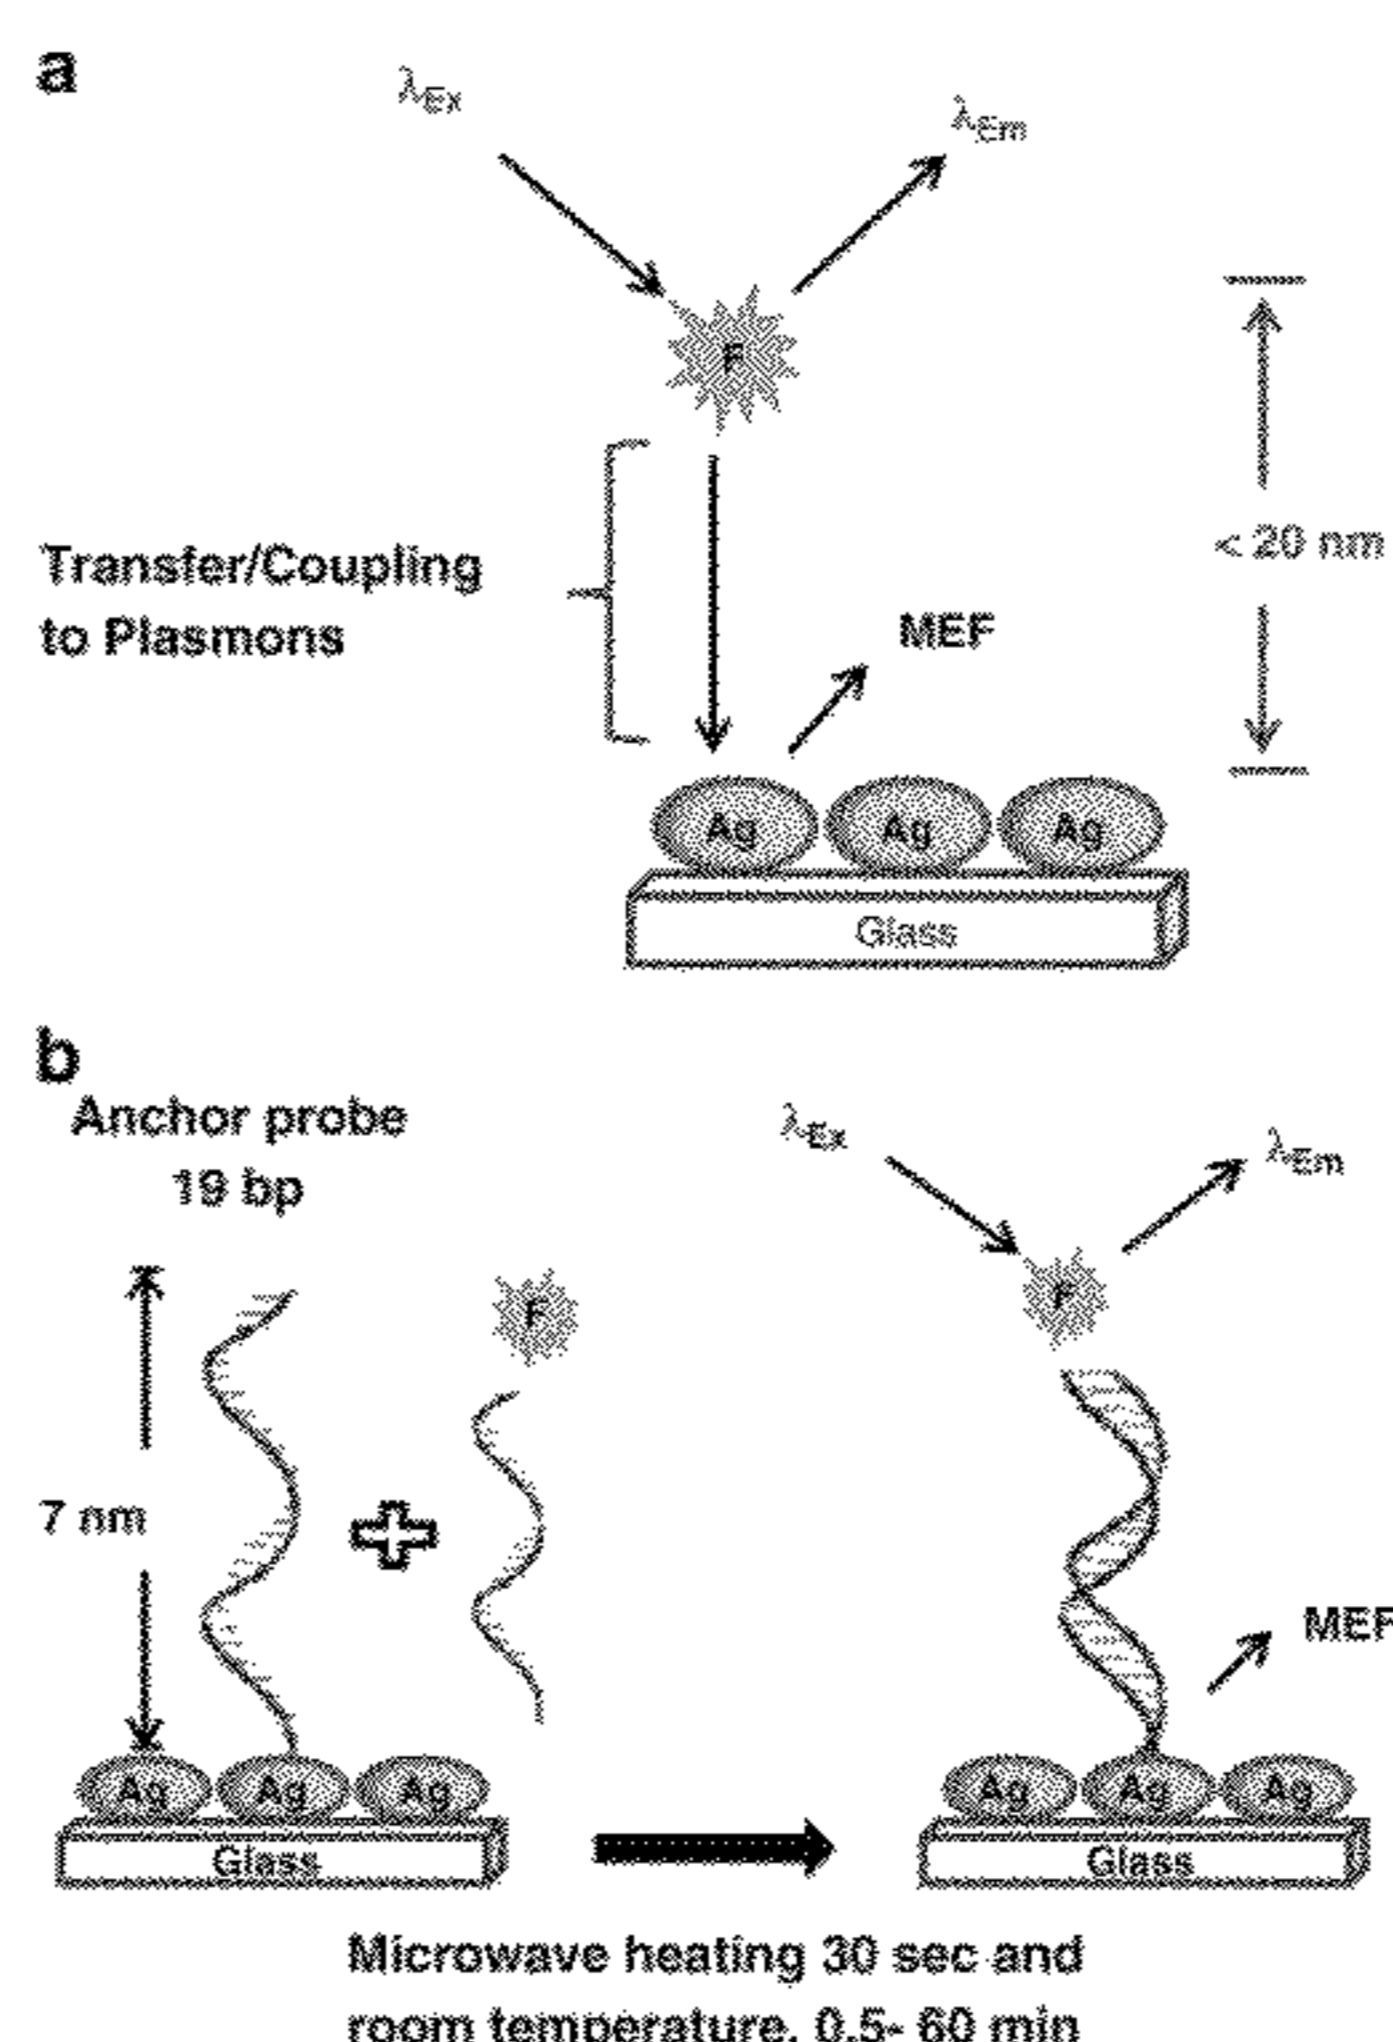 a
λEx
λEm
F
< 20 nm
Transfer/Coupling
to Plasmons
MEF
Ag Ag Ag
Glass
b
Anchor probe
19 bp
λEx
λEm
F
F
7 nm
MEF
Ag Ag Ag
Ag Ag Ag
Glass
Glass
Microwave heating 30 sec and
room temperature, 0.5- 60 min